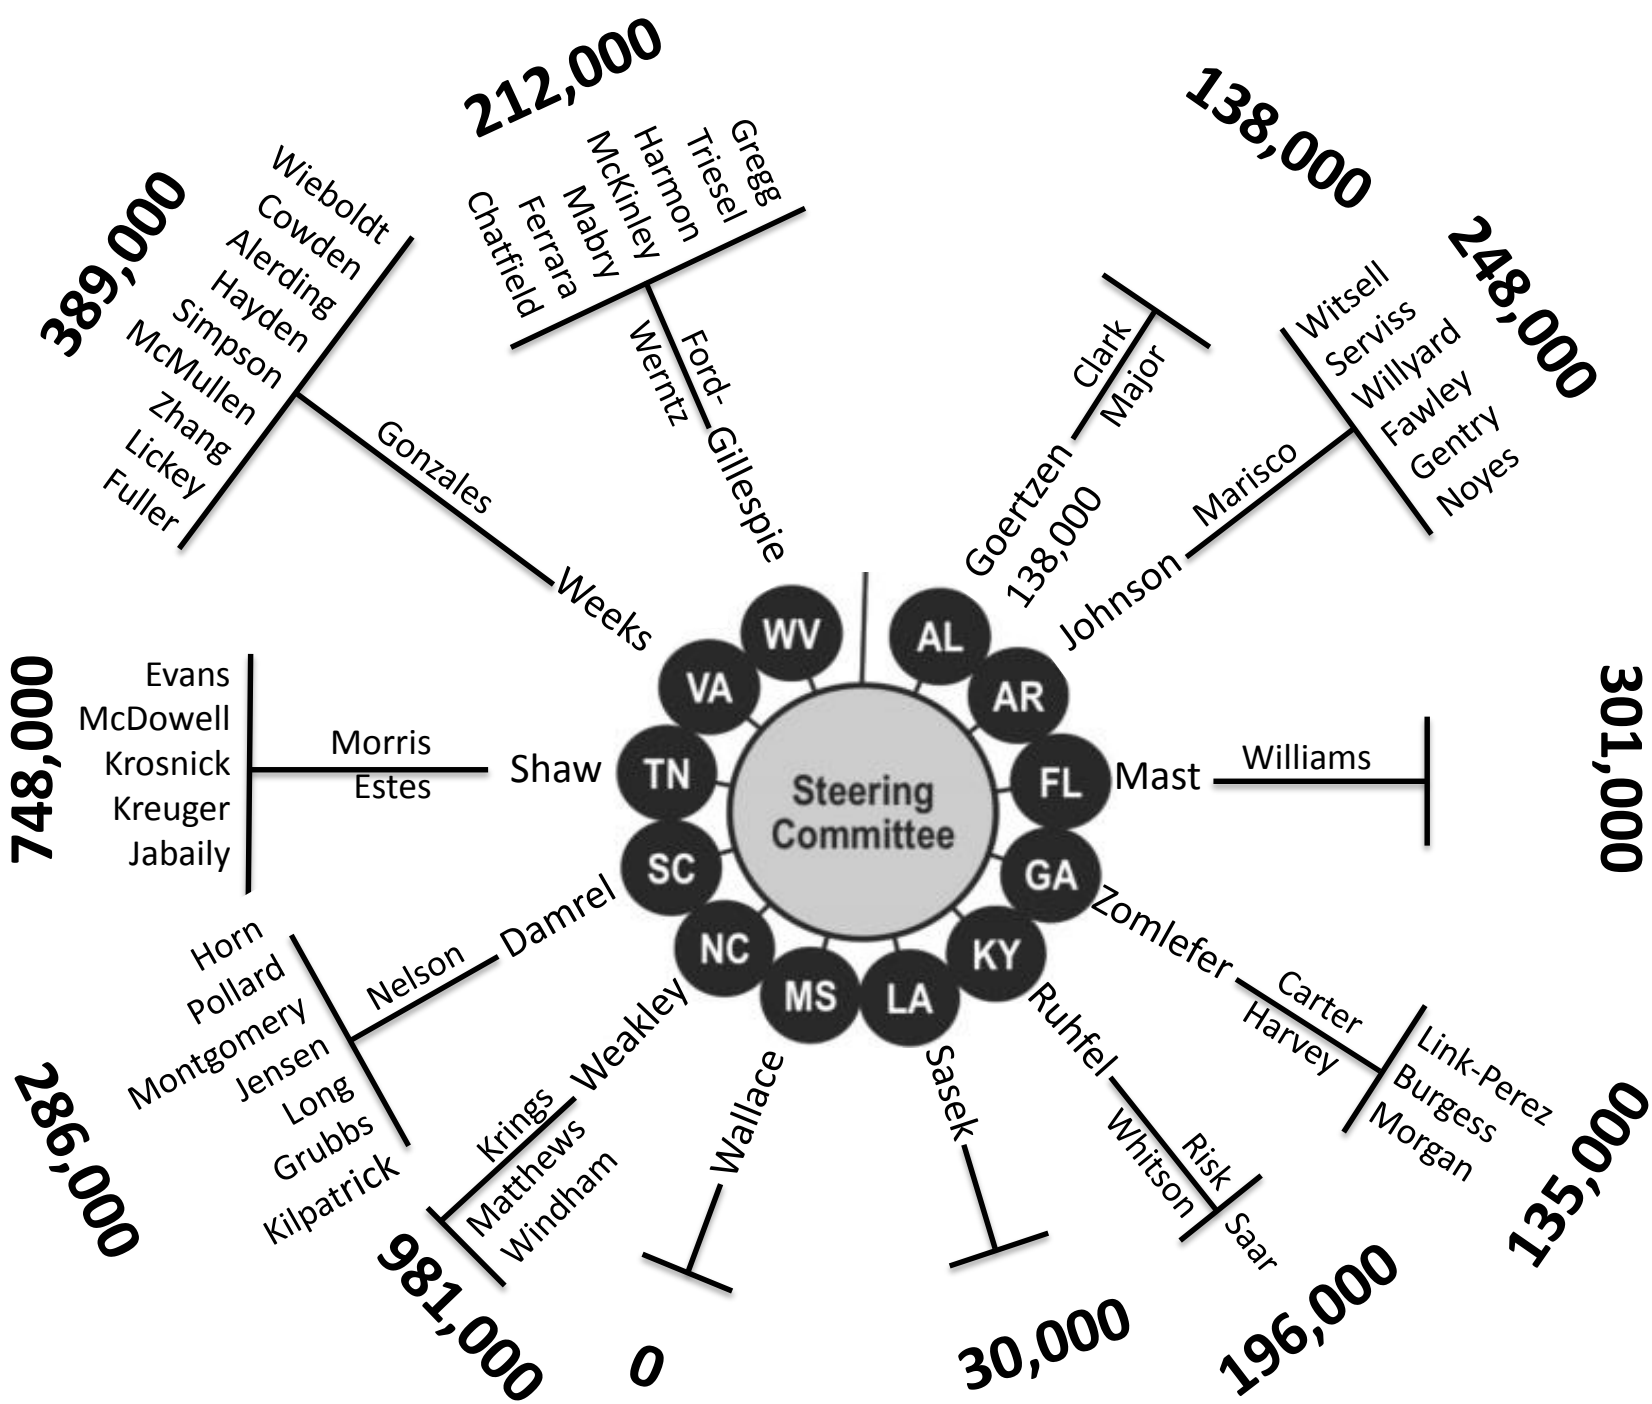 Steering
Committee
AL
Goertzen
138,000
Clark
Major
138,000
AR
Johnson
Marisco
Witsell
Serviss
Willyard
Fawley
Gentry
Noyes
248,000
FL
Mast
Williams
301,000
GA
Zomlefer
Carter
Harvey
Link-Perez
Burgess
Morgan
135,000
KY
Ruhfel
Risk
Whitson
Saar
196,000
LA
Sasek
30,000
MS
Wallace
0
NC
Weakley
Krings
Matthews
Windham
981,000
SC
Damrel
Nelson
Horn
Pollard
Montgomery
Jensen
Long
Grubbs
Kilpatrick
286,000
TN
Shaw
Morris
Estes
Evans
McDowell
Krosnick
Kreuger
Jabaily
748,000
VA
Weeks
Gonzales
Wieboldt
Cowden
Alerding
Hayden
Simpson
McMullen
Zhang
Lickey
Fuller
389,000
WV
Gillespie
Ford-
Werntz
Chatfield
Ferrara
Mabry
McKinley
Harmon
Triesel
Gregg
212,000